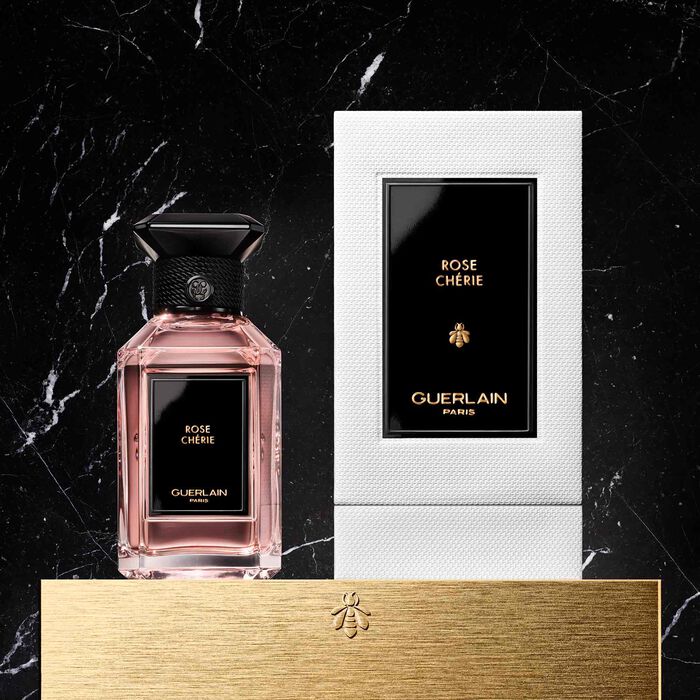 ROSE
CHÉRIE
GUERLAIN
PARIS
ROSE
CHÉRIE
GUERLAIN
PARIS